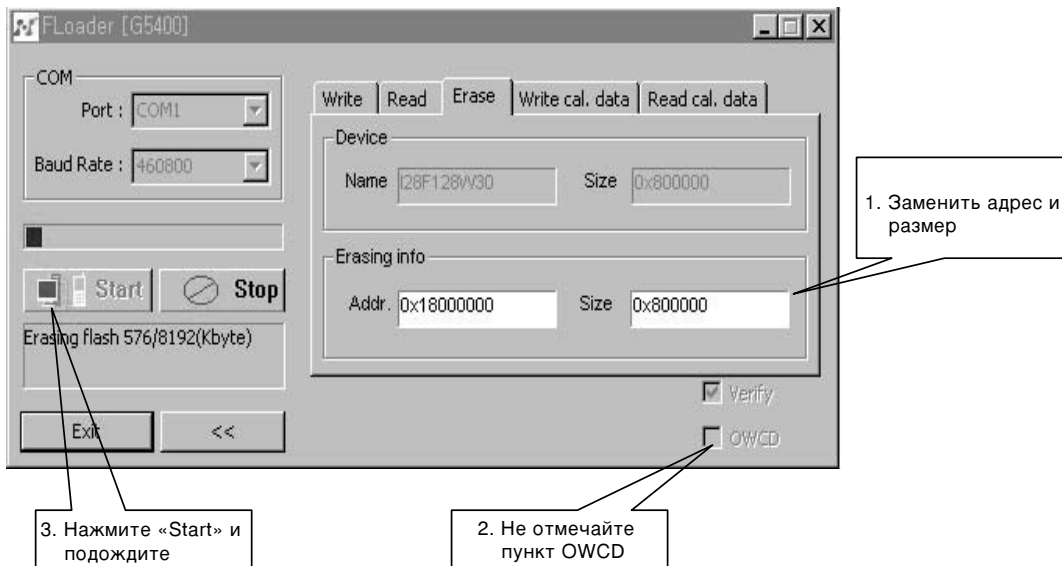 FLoader [G5400]
COM
Port : COM1
Baud Rate : 460800
Start Stop
Erasing flash 576/8192(Kbyte)
Exit <<
Write Read Erase Write cal. data Read cal. data
Device
Name I28F128W30 Size 0x800000
Erasing info
Addr. 0x18000000 Size 0x800000
Verify
OWCD
1. Заменить адрес и
размер
2. Не отмечайте
пункт OWCD
3. Нажмите «Start» и
подождите